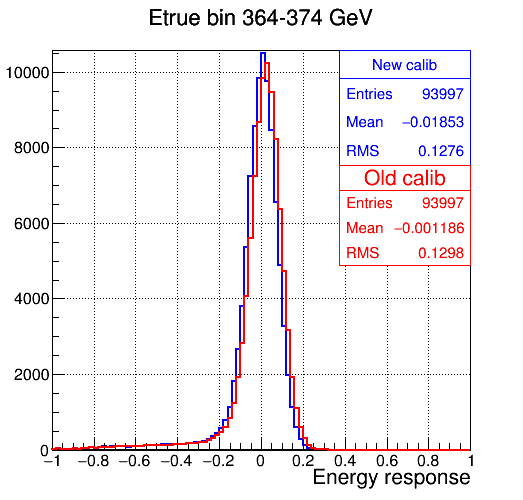 Etrue bin 364-374 GeV
New calib
Entries 93997
Mean −0.01853
RMS 0.1276
Old calib
Entries 93997
Mean −0.001186
RMS 0.1298
10000
8000
6000
4000
2000
0
−1 −0.8 −0.6 −0.4 −0.2 0 0.2 0.4 0.6 0.8 1
Energy response